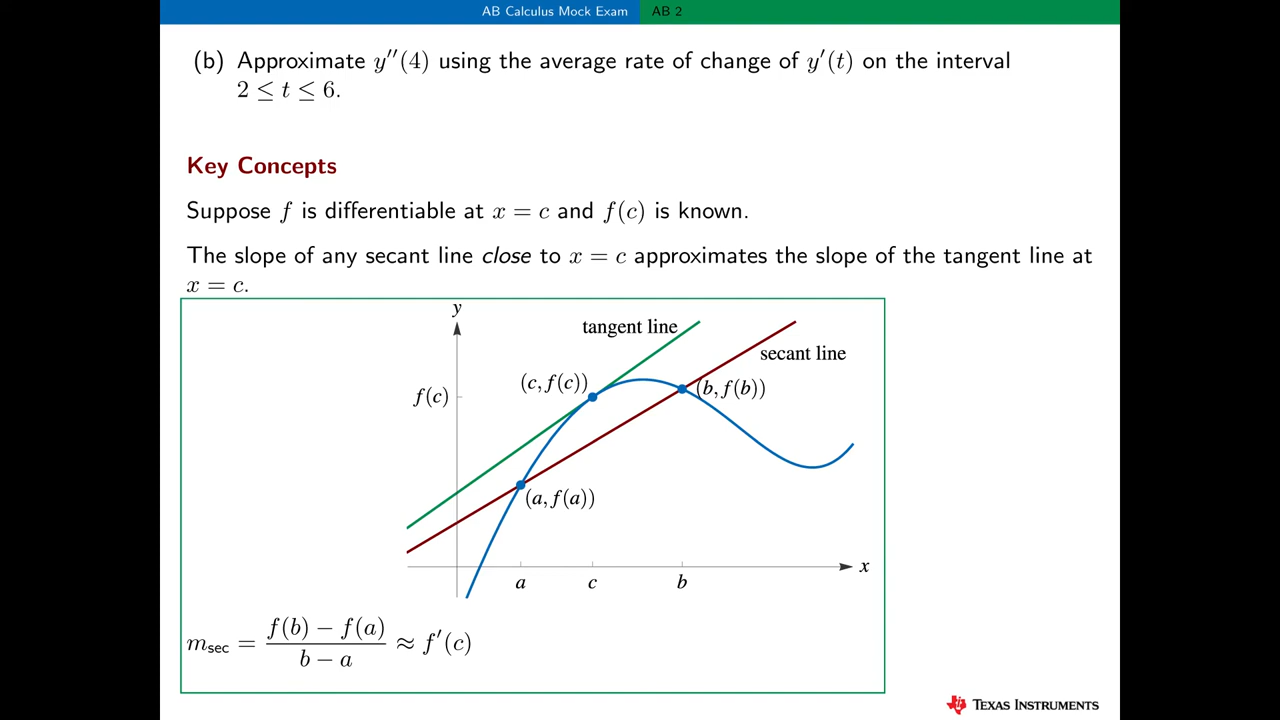 AB Calculus Mock Exam AB 2
(b) Approximate y′′(4) using the average rate of change of y′(t) on the interval
2 ≤ t ≤ 6.
Key Concepts
Suppose f is differentiable at x = c and f(c) is known.
The slope of any secant line close to x = c approximates the slope of the tangent line at
x = c.
y
tangent line
secant line
(c, f(c))
(b, f(b))
f(c)
(a, f(a))
x
a c b
m_sec = (f(b) − f(a)) / (b − a) ≈ f′(c)
TEXAS INSTRUMENTS